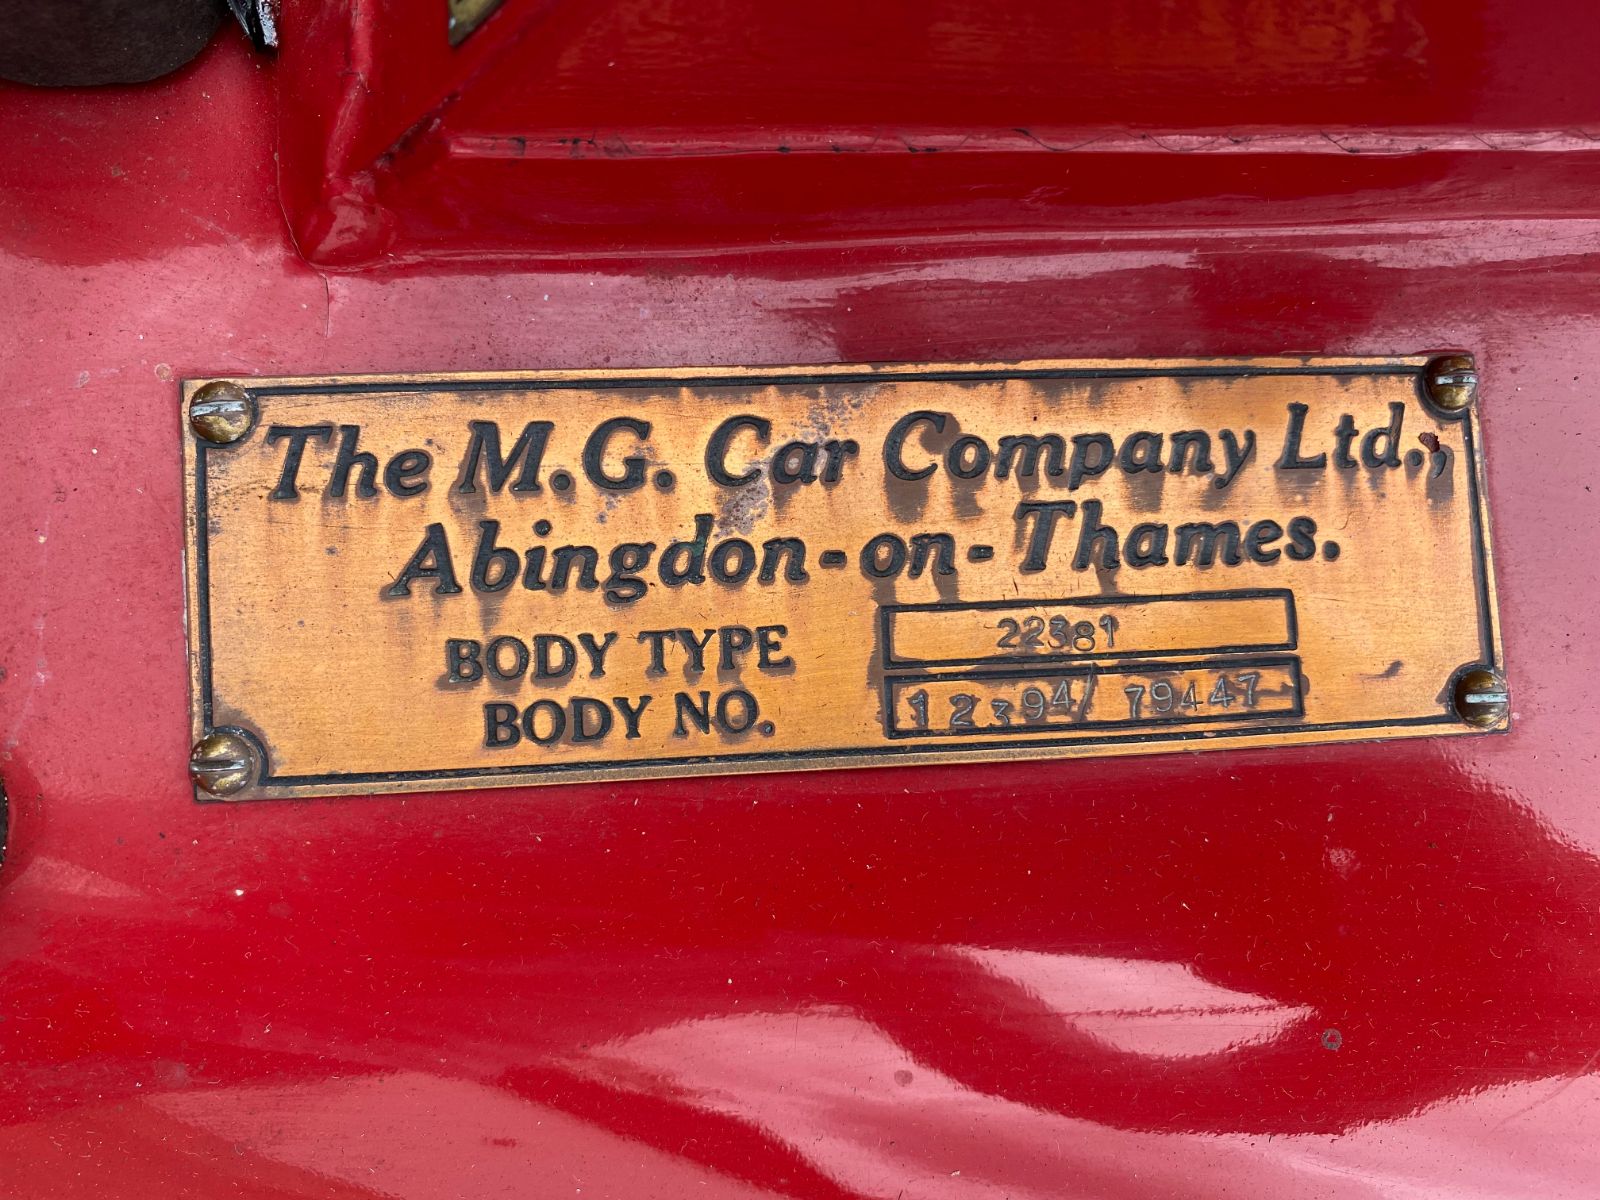 The M.G. Car Company Ltd.,
Abingdon-on-Thames.
BODY TYPE 22381
BODY NO. 12394/79447